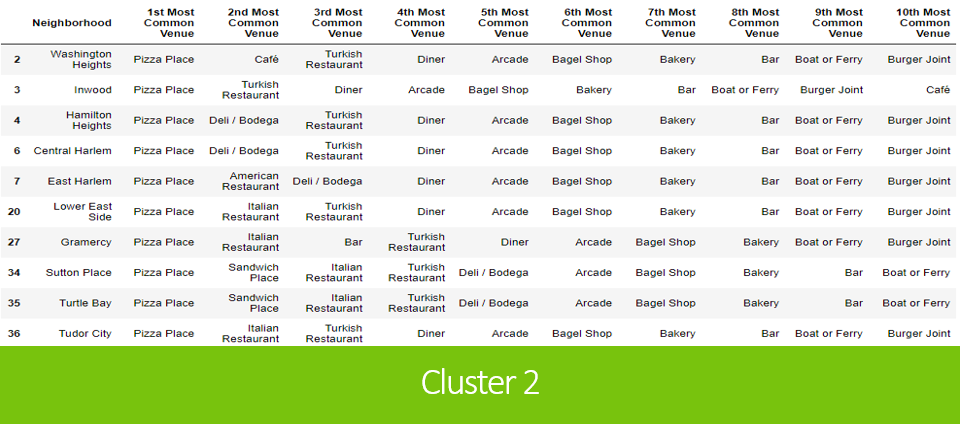 Neighborhood 1st Most Common Venue 2nd Most Common Venue 3rd Most Common Venue 4th Most Common Venue 5th Most Common Venue 6th Most Common Venue 7th Most Common Venue 8th Most Common Venue 9th Most Common Venue 10th Most Common Venue
2 Washington Heights Pizza Place Café Turkish Restaurant Diner Arcade Bagel Shop Bakery Bar Boat or Ferry Burger Joint
3 Inwood Pizza Place Turkish Restaurant Diner Arcade Bagel Shop Bakery Bar Boat or Ferry Burger Joint Café
4 Hamilton Heights Pizza Place Deli / Bodega Turkish Restaurant Diner Arcade Bagel Shop Bakery Bar Boat or Ferry Burger Joint
6 Central Harlem Pizza Place Deli / Bodega Turkish Restaurant Diner Arcade Bagel Shop Bakery Bar Boat or Ferry Burger Joint
7 East Harlem Pizza Place American Restaurant Deli / Bodega Diner Arcade Bagel Shop Bakery Bar Boat or Ferry Burger Joint
20 Lower East Side Pizza Place Italian Restaurant Turkish Restaurant Diner Arcade Bagel Shop Bakery Bar Boat or Ferry Burger Joint
27 Gramercy Pizza Place Italian Restaurant Bar Turkish Restaurant Diner Arcade Bagel Shop Bakery Boat or Ferry Burger Joint
34 Sutton Place Pizza Place Sandwich Place Italian Restaurant Turkish Restaurant Deli / Bodega Arcade Bagel Shop Bakery Bar Boat or Ferry
35 Turtle Bay Pizza Place Sandwich Place Italian Restaurant Turkish Restaurant Deli / Bodega Arcade Bagel Shop Bakery Bar Boat or Ferry
36 Tudor City Pizza Place Italian Restaurant Turkish Restaurant Diner Arcade Bagel Shop Bakery Bar Boat or Ferry Burger Joint
Cluster 2